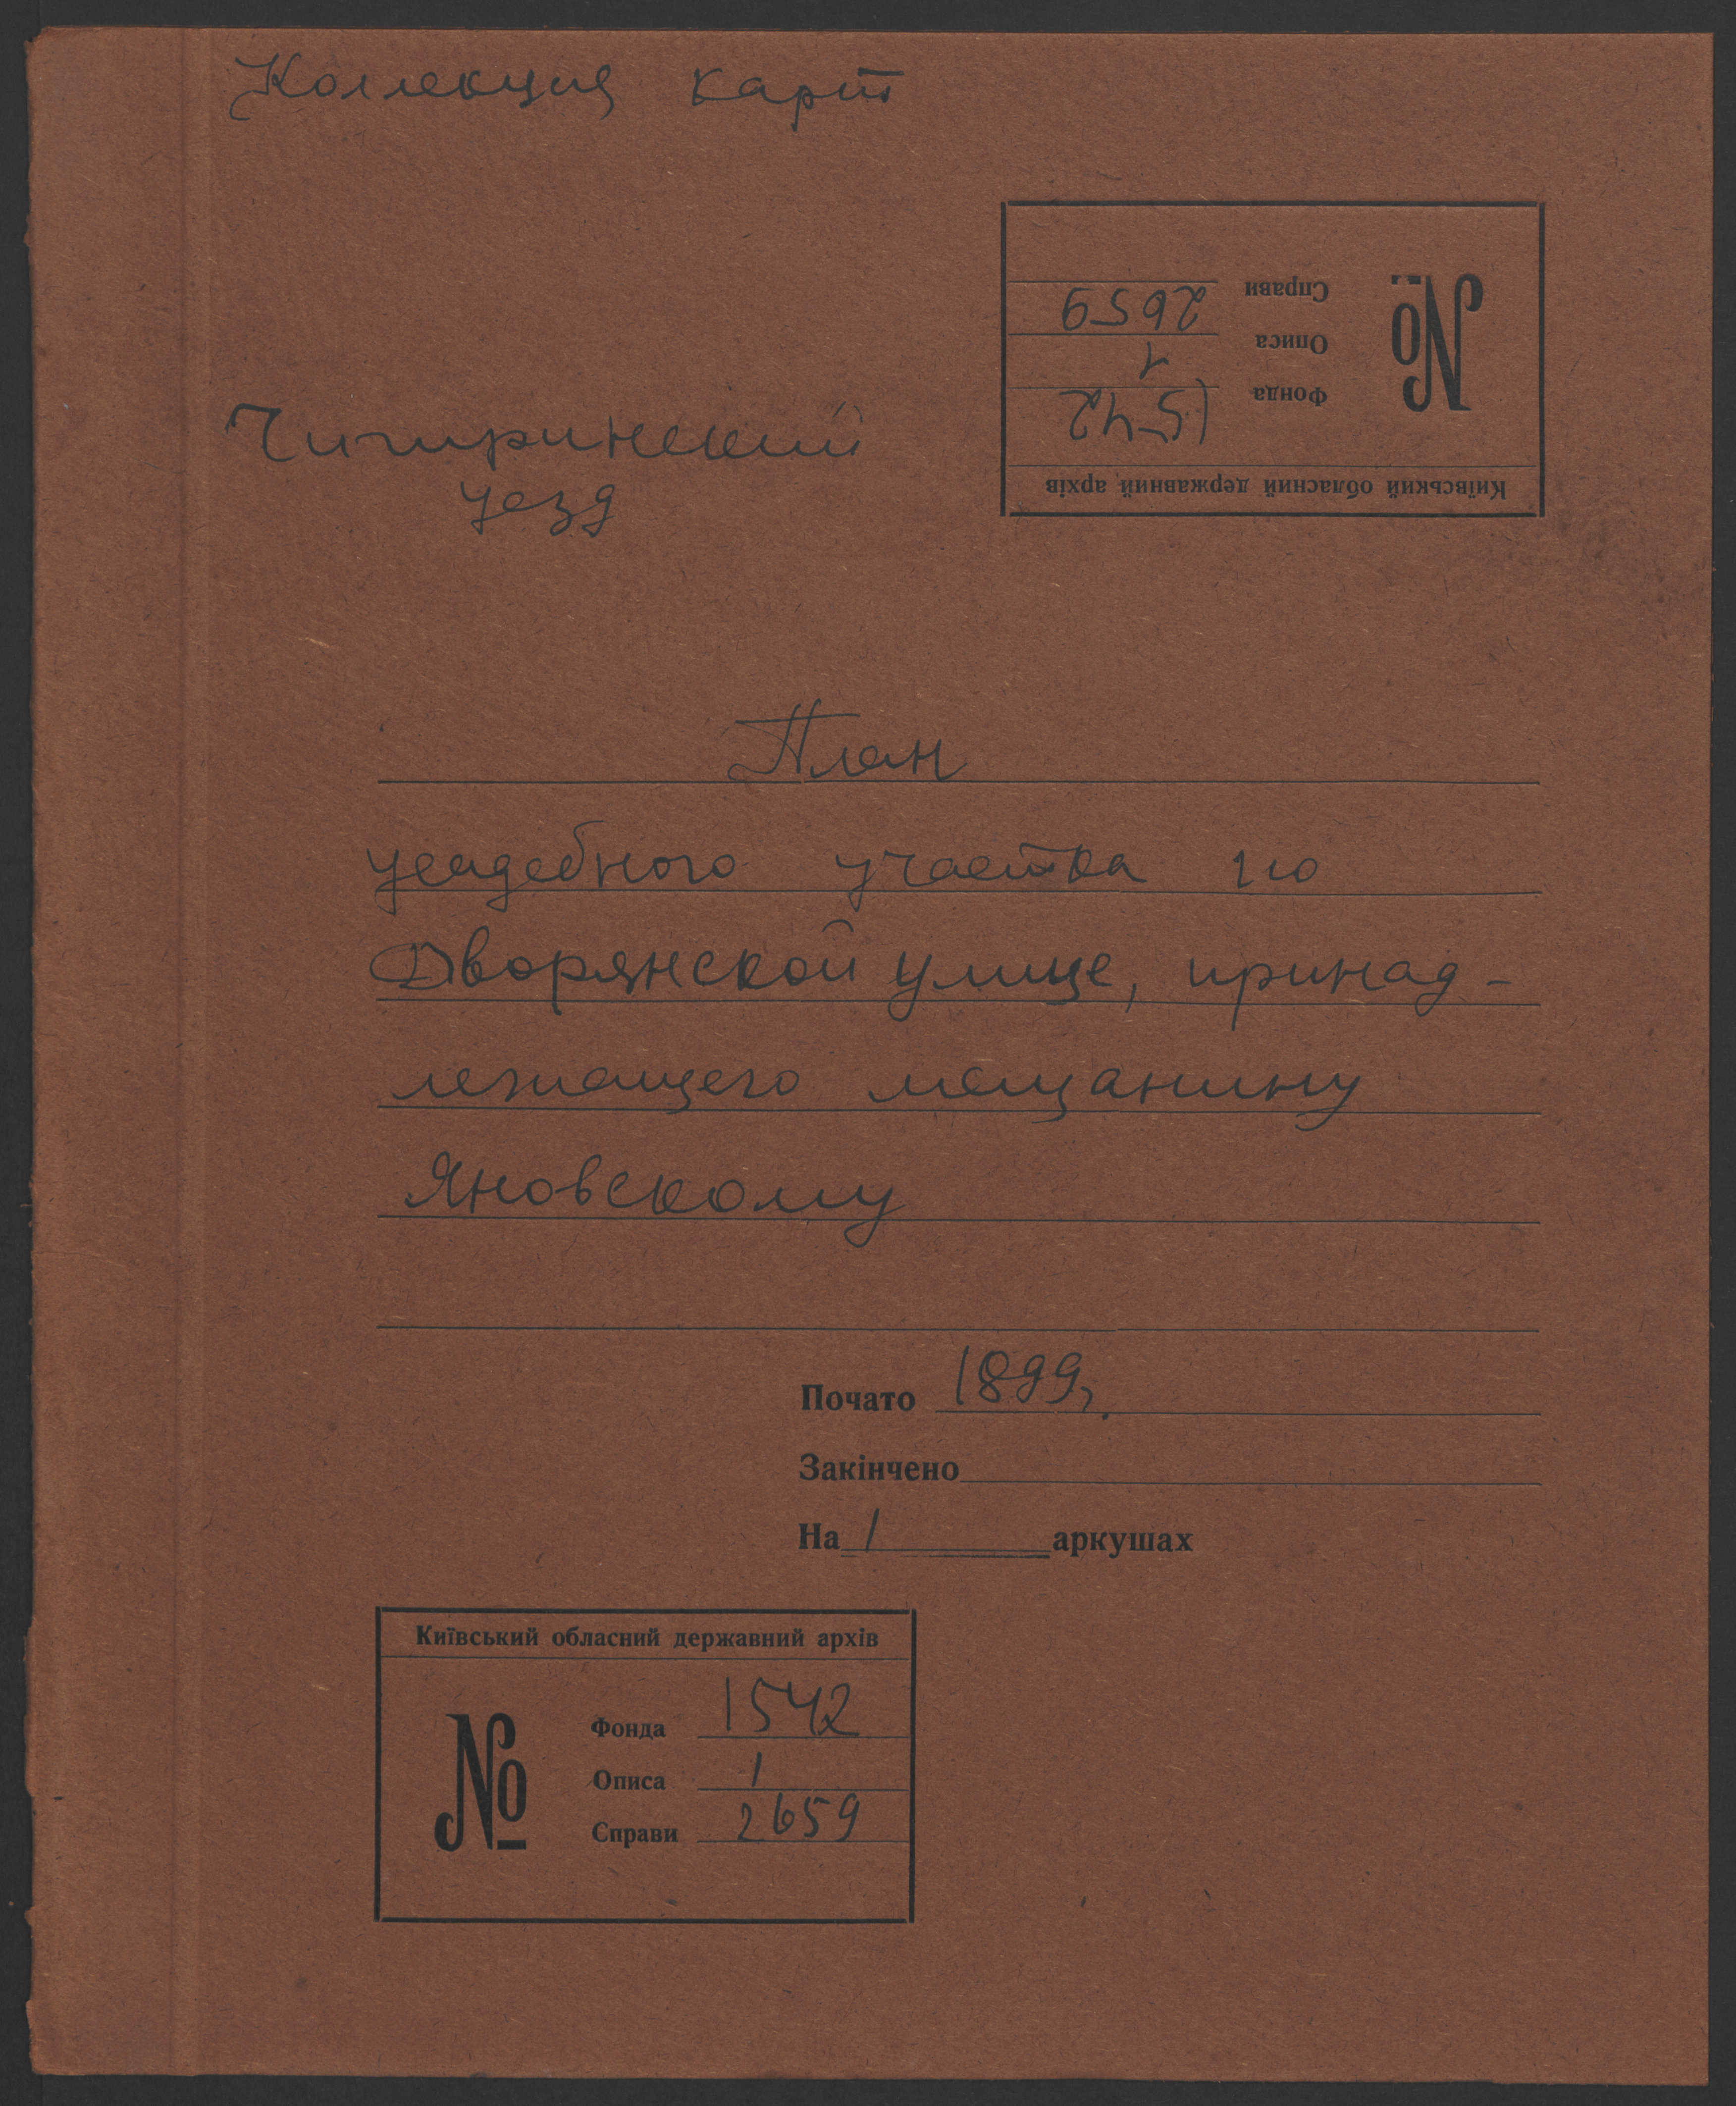 Коллекция карт
Київський обласний державний архів
№
Фонда 1542
Описа 1
Справи 2659
Чигиринский
уезд
План
усадебного участка по
Дворянской улице, принад-
лежащего мещанину
Яновскому
Почато 1899,
Закінчено
На 1 аркушах
Київський обласний державний архів
№
Фонда 1542
Описа 1
Справи 2659